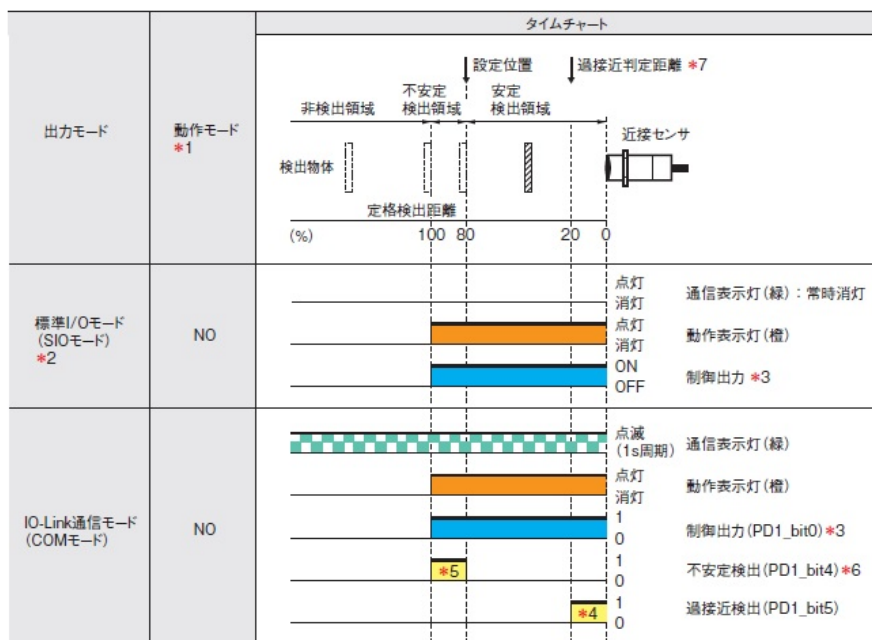 タイムチャート
出力モード
動作モード
*1
設定位置
過接近判定距離 *7
不安定
検出領域
安定
検出領域
非検出領域
近接センサ
検出物体
定格検出距離
(%)
100 80 20 0
標準I/Oモード
(SIOモード)
*2
NO
点灯
消灯
通信表示灯(緑):常時消灯
点灯
消灯
動作表示灯(橙)
ON
OFF
制御出力 *3
IO-Link通信モード
(COMモード)
NO
点滅
(1s周期)
通信表示灯(緑)
点灯
消灯
動作表示灯(橙)
1
0
制御出力(PD1_bit0)*3
*5
1
0
不安定検出(PD1_bit4)*6
*4
1
0
過接近検出(PD1_bit5)